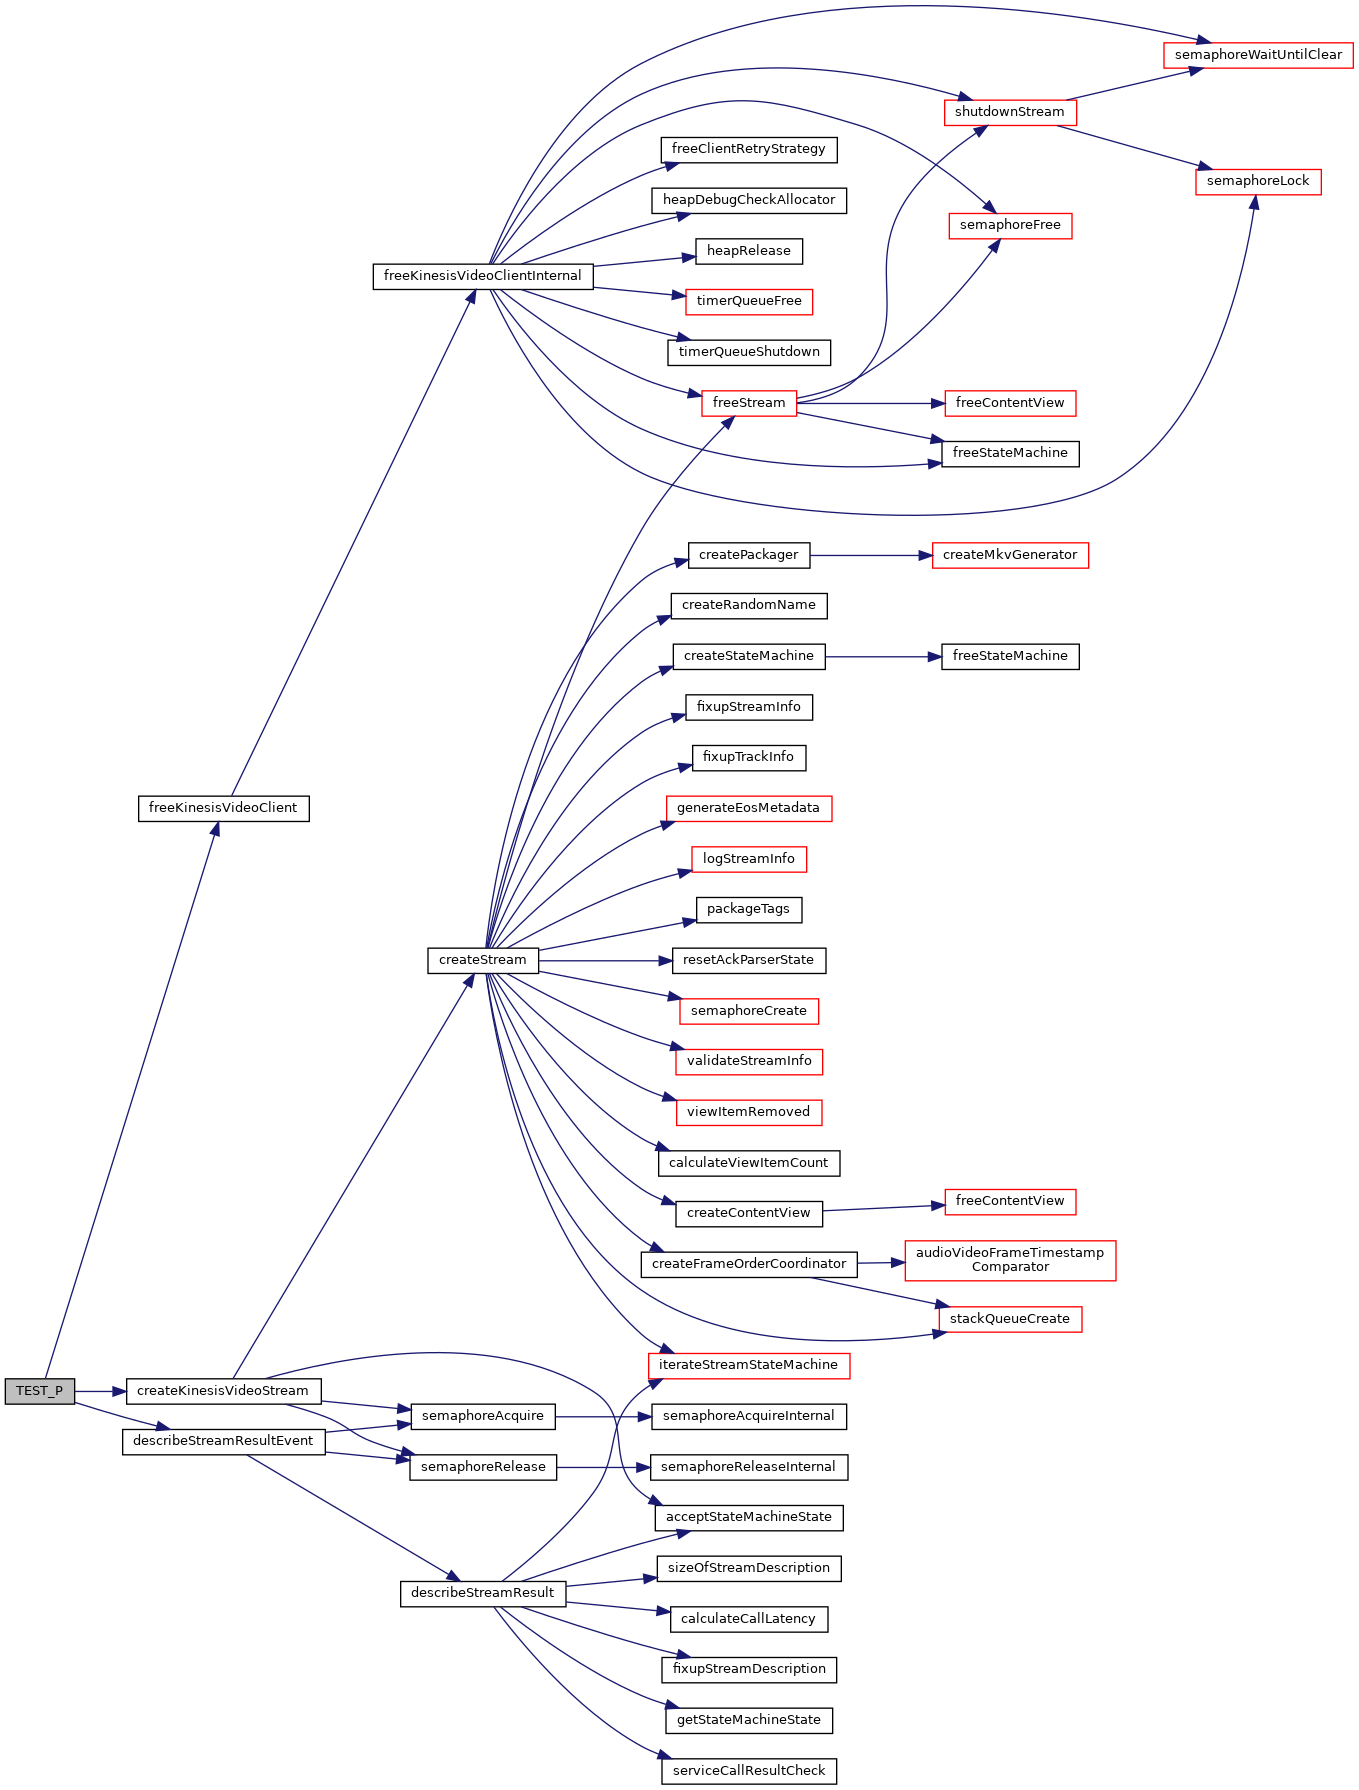 semaphoreWaitUntilClear
shutdownStream
freeClientRetryStrategy
semaphoreLock
heapDebugCheckAllocator
semaphoreFree
heapRelease
freeKinesisVideoClientInternal
timerQueueFree
timerQueueShutdown
freeStream
freeContentView
freeStateMachine
createPackager
createMkvGenerator
createRandomName
createStateMachine
freeStateMachine
fixupStreamInfo
fixupTrackInfo
freeKinesisVideoClient
generateEosMetadata
logStreamInfo
packageTags
createStream
resetAckParserState
semaphoreCreate
validateStreamInfo
viewItemRemoved
calculateViewItemCount
createContentView
freeContentView
createFrameOrderCoordinator
audioVideoFrameTimestamp
Comparator
stackQueueCreate
iterateStreamStateMachine
TEST_P
createKinesisVideoStream
semaphoreAcquire
semaphoreAcquireInternal
describeStreamResultEvent
semaphoreRelease
semaphoreReleaseInternal
acceptStateMachineState
sizeOfStreamDescription
describeStreamResult
calculateCallLatency
fixupStreamDescription
getStateMachineState
serviceCallResultCheck